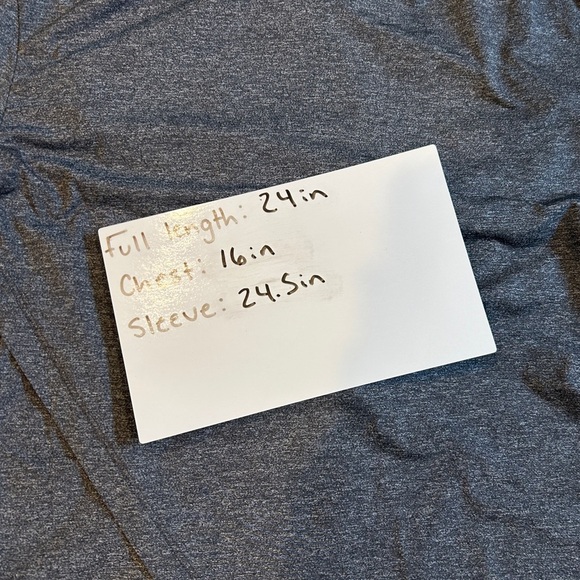 Full length: 24in
Chest: 16in
Sleeve: 24.5in